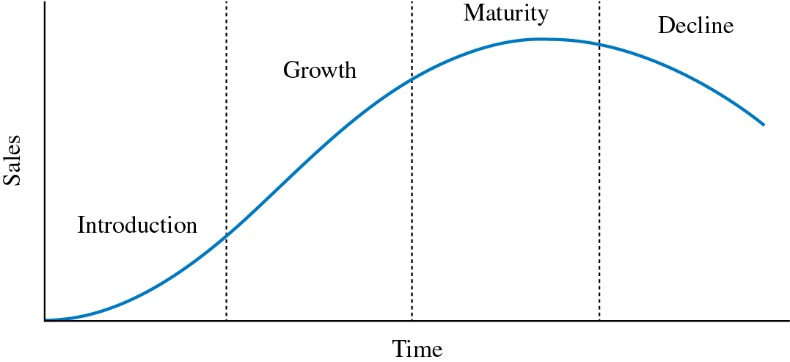 Maturity
Decline
Growth
Sales
Introduction
Time